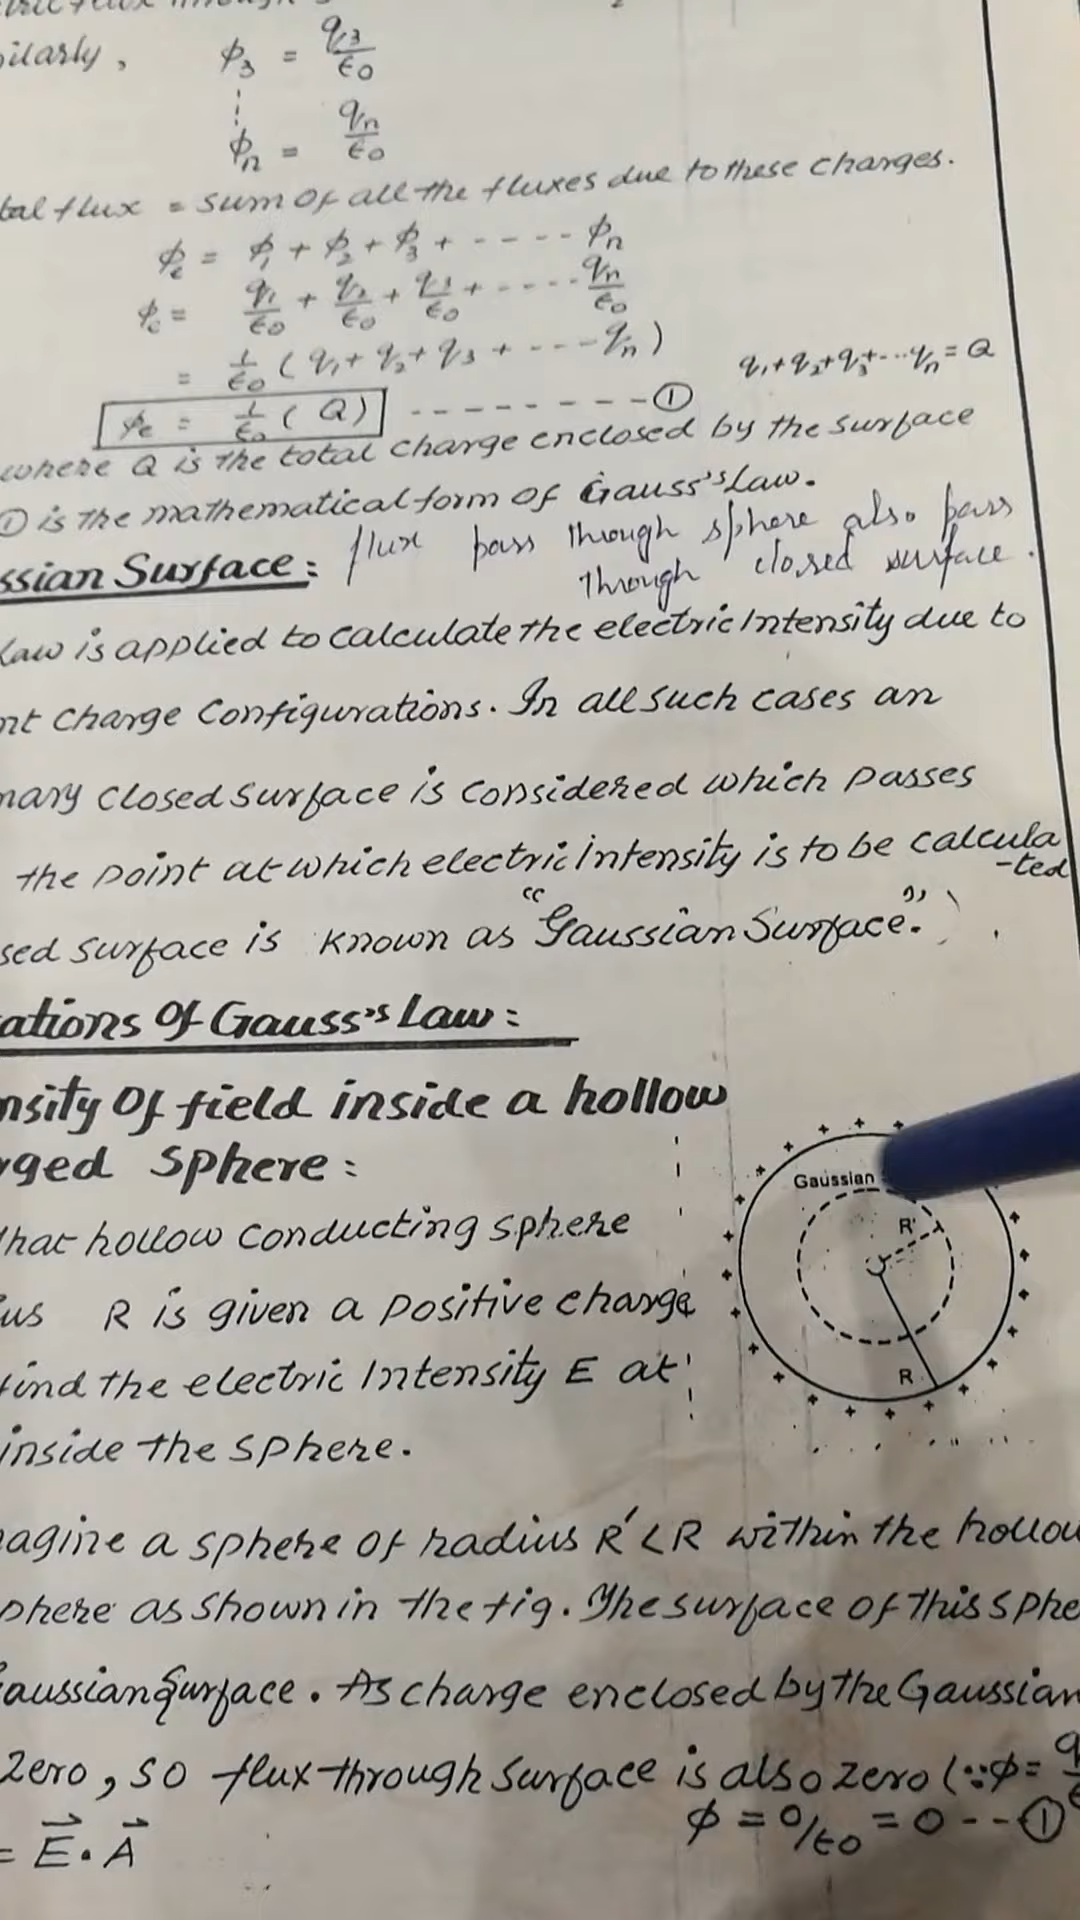 ilarly, ϕ3 = q3/ϵ0
ϕn = qn/ϵ0
tal flux = sum of all the fluxes due to these charges.
ϕe = ϕ1 + ϕ2 + ϕ3 + - - - - - ϕn
ϕe = q1/ϵ0 + q2/ϵ0 + q3/ϵ0 + - - - - qn/ϵ0
= 1/ϵ0 ( q1 + q2 + q3 + - - - qn ) q1+q2+q3+---qn = Q
ϕe = 1/ϵ0 ( Q ) - - - - - - - - - ①
where Q is the total charge enclosed by the surface
① is the mathematical form of Gauss's Law.
ssian Surface: flux pass through sphere also pass
through closed surface.
Law is applied to calculate the electric Intensity due to
nt Charge Configurations. In all such cases an
nary closed surface is considered which passes
the point at which electric intensity is to be calcula
-ted
sed surface is known as "Gaussian Surface."
ations Of Gauss's Law:
nsity Of field inside a hollow
rged Sphere:
Gaussian
R'
R
that hollow conducting sphere
us R is given a positive charge
find the electric Intensity E at
inside the sphere.
magine a sphere of radius R' < R within the hollow
phere as shown in the fig. The surface of this sphe
Gaussian Surface. As charge enclosed by the Gaussian
zero, so flux through surface is also zero (∵ϕ = q
ϕ = 0/ϵ0 = 0 - - ①
= E⃗ . A⃗